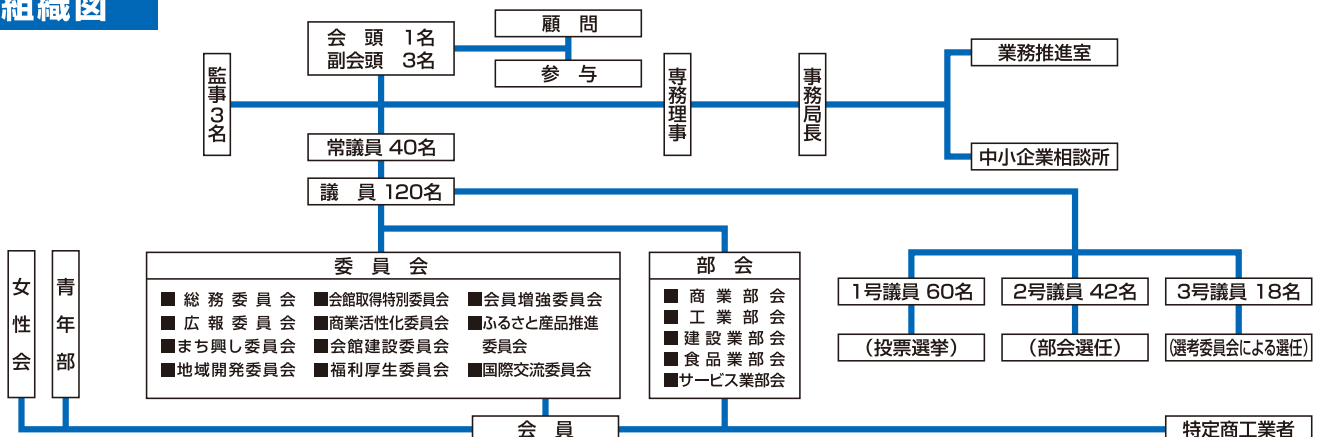 組織図
会 頭 1名
副会頭 3名
顧 問
参 与
監事3名
専務理事
事務局長
業務推進室
中小企業相談所
常議員 40名
議 員 120名
女性会
青年部
委 員 会
■総務委員会
■広報委員会
■まち興し委員会
■地域開発委員会
■会館取得特別委員会
■商業活性化委員会
■会館建設委員会
■福利厚生委員会
■会員増強委員会
■ふるさと産品推進
委員会
■国際交流委員会
部 会
■商業部会
■工業部会
■建設業部会
■食品業部会
■サービス業部会
1号議員 60名
(投票選挙)
2号議員 42名
(部会選任)
3号議員 18名
(選考委員会による選任)
会 員
特定商工業者